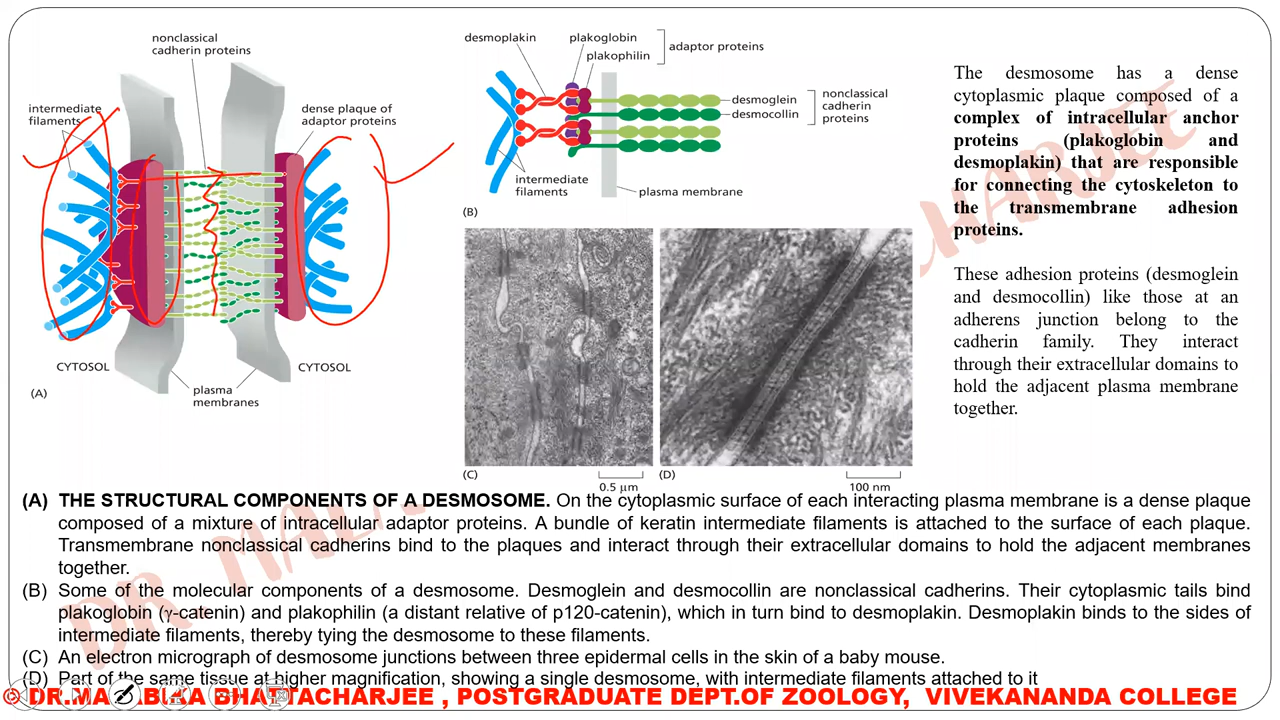 nonclassical
cadherin proteins
intermediate
filaments
dense plaque of
adaptor proteins
CYTOSOL
CYTOSOL
plasma
membranes
(A)
desmoplakin
plakoglobin
plakophilin
adaptor proteins
desmoglein
desmocollin
nonclassical
cadherin
proteins
intermediate
filaments
plasma membrane
(B)
(C)
0.5 μm
(D)
100 nm
The desmosome has a dense
cytoplasmic plaque composed of a
complex of intracellular anchor
proteins (plakoglobin and
desmoplakin) that are responsible
for connecting the cytoskeleton to
the transmembrane adhesion
proteins.
These adhesion proteins (desmoglein
and desmocollin) like those at an
adherens junction belong to the
cadherin family. They interact
through their extracellular domains to
hold the adjacent plasma membrane
together.
(A) THE STRUCTURAL COMPONENTS OF A DESMOSOME. On the cytoplasmic surface of each interacting plasma membrane is a dense plaque
composed of a mixture of intracellular adaptor proteins. A bundle of keratin intermediate filaments is attached to the surface of each plaque.
Transmembrane nonclassical cadherins bind to the plaques and interact through their extracellular domains to hold the adjacent membranes
together.
(B) Some of the molecular components of a desmosome. Desmoglein and desmocollin are nonclassical cadherins. Their cytoplasmic tails bind
plakoglobin (γ-catenin) and plakophilin (a distant relative of p120-catenin), which in turn bind to desmoplakin. Desmoplakin binds to the sides of
intermediate filaments, thereby tying the desmosome to these filaments.
(C) An electron micrograph of desmosome junctions between three epidermal cells in the skin of a baby mouse.
(D) Part of the same tissue at higher magnification, showing a single desmosome, with intermediate filaments attached to it
© DR. BHATTACHARJEE , POSTGRADUATE DEPT.OF ZOOLOGY, VIVEKANANDA COLLEGE